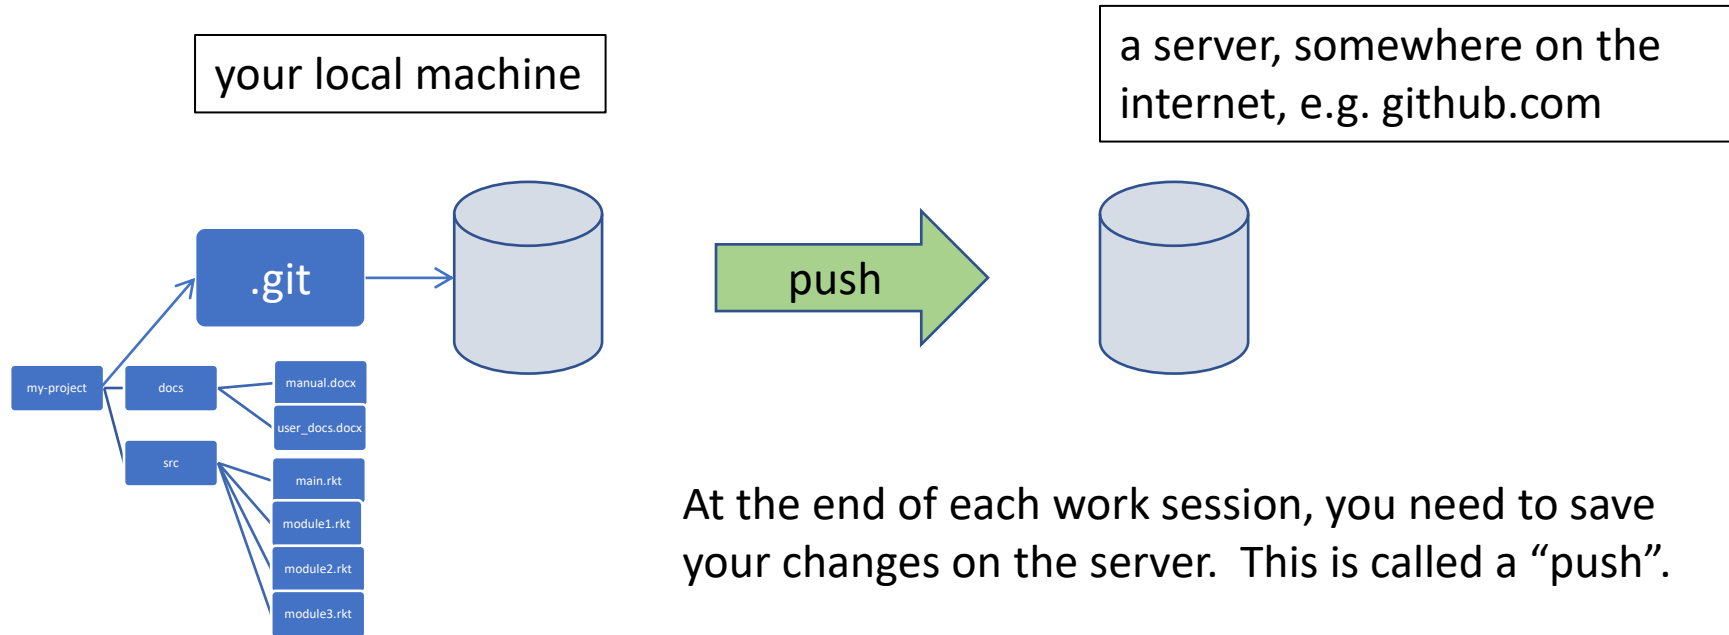 your local machine
a server, somewhere on the
internet, e.g. github.com
.git
push
my-project
docs
manual.docx
user_docs.docx
src
main.rkt
module1.rkt
module2.rkt
module3.rkt
At the end of each work session, you need to save
your changes on the server.  This is called a “push”.